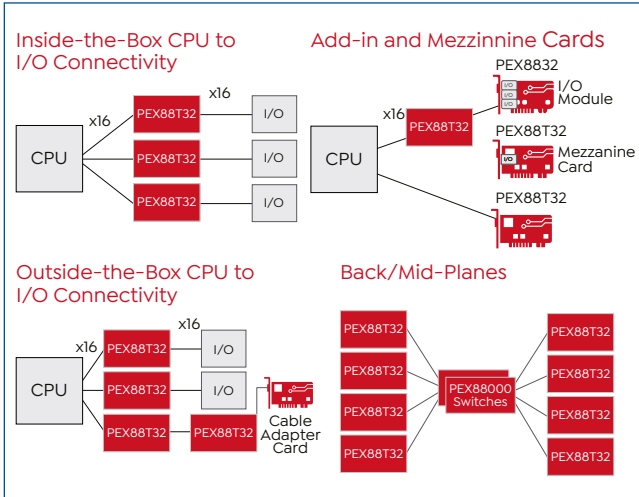 Inside-the-Box CPU to
I/O Connectivity
x16
x16
CPU
PEX88T32
I/O
PEX88T32
I/O
PEX88T32
I/O
Add-in and Mezzinnine Cards
PEX8832
I/O
I/O
I/O
I/O
Module
x16
PEX88T32
CPU
PEX88T32
I/O
Mezzanine
Card
PEX88T32
Outside-the-Box CPU to
I/O Connectivity
x16
x16
CPU
PEX88T32
I/O
PEX88T32
I/O
PEX88T32
PEX88T32
Cable
Adapter
Card
Back/Mid-Planes
PEX88T32
PEX88T32
PEX88T32
PEX88T32
PEX88000
Switches
PEX88T32
PEX88T32
PEX88T32
PEX88T32